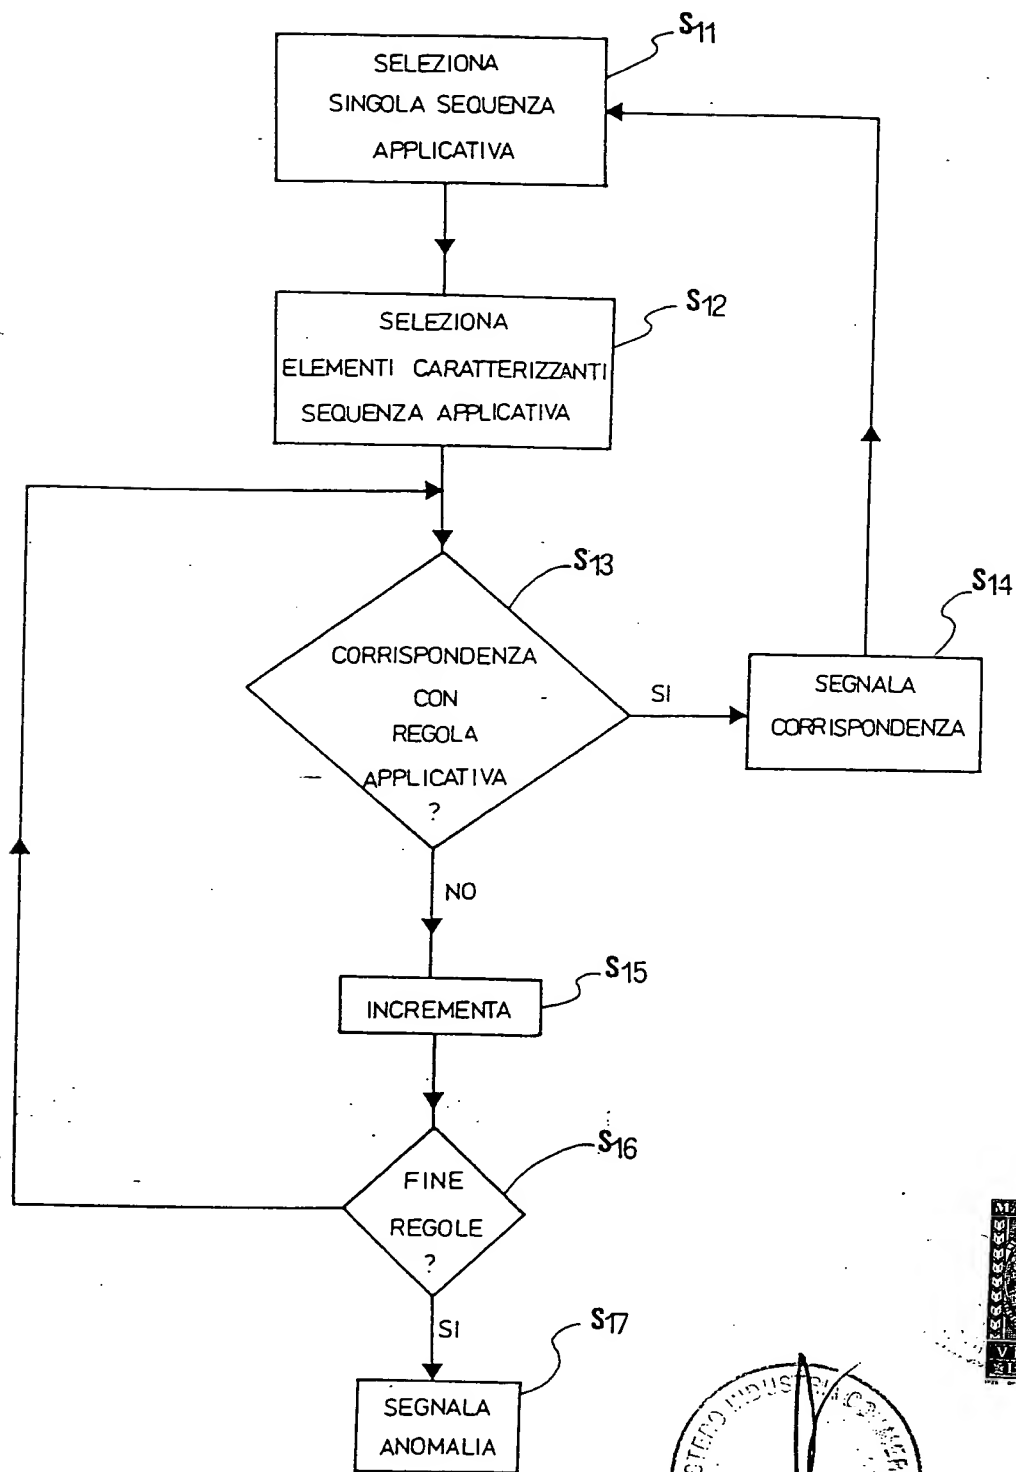 S11
SELEZIONA
SINGOLA SEQUENZA
APPLICATIVA
S12
SELEZIONA
ELEMENTI CARATTERIZZANTI
SEQUENZA APPLICATIVA
S13
CORRISPONDENZA
CON
REGOLA
APPLICATIVA
?
SI
S14
SEGNALA
CORRISPONDENZA
NO
S15
INCREMENTA
S16
FINE
REGOLE
?
SI
S17
SEGNALA
ANOMALIA